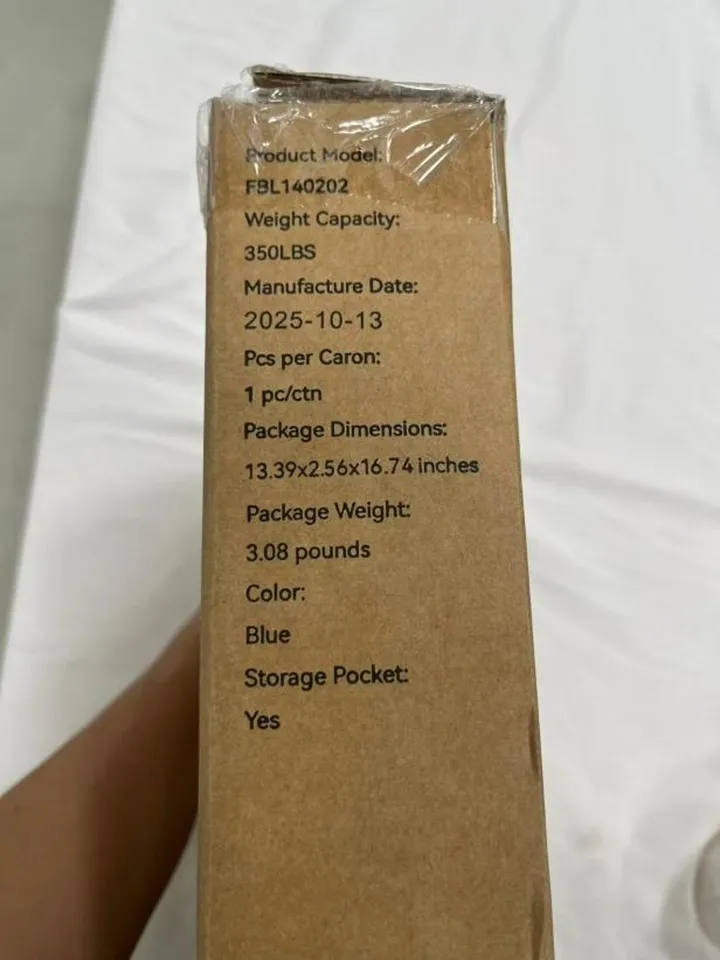 Product Model:
FBL140202
Weight Capacity:
350LBS
Manufacture Date:
2025-10-13
Pcs per Caron:
1 pc/ctn
Package Dimensions:
13.39x2.56x16.74 inches
Package Weight:
3.08 pounds
Color:
Blue
Storage Pocket:
Yes